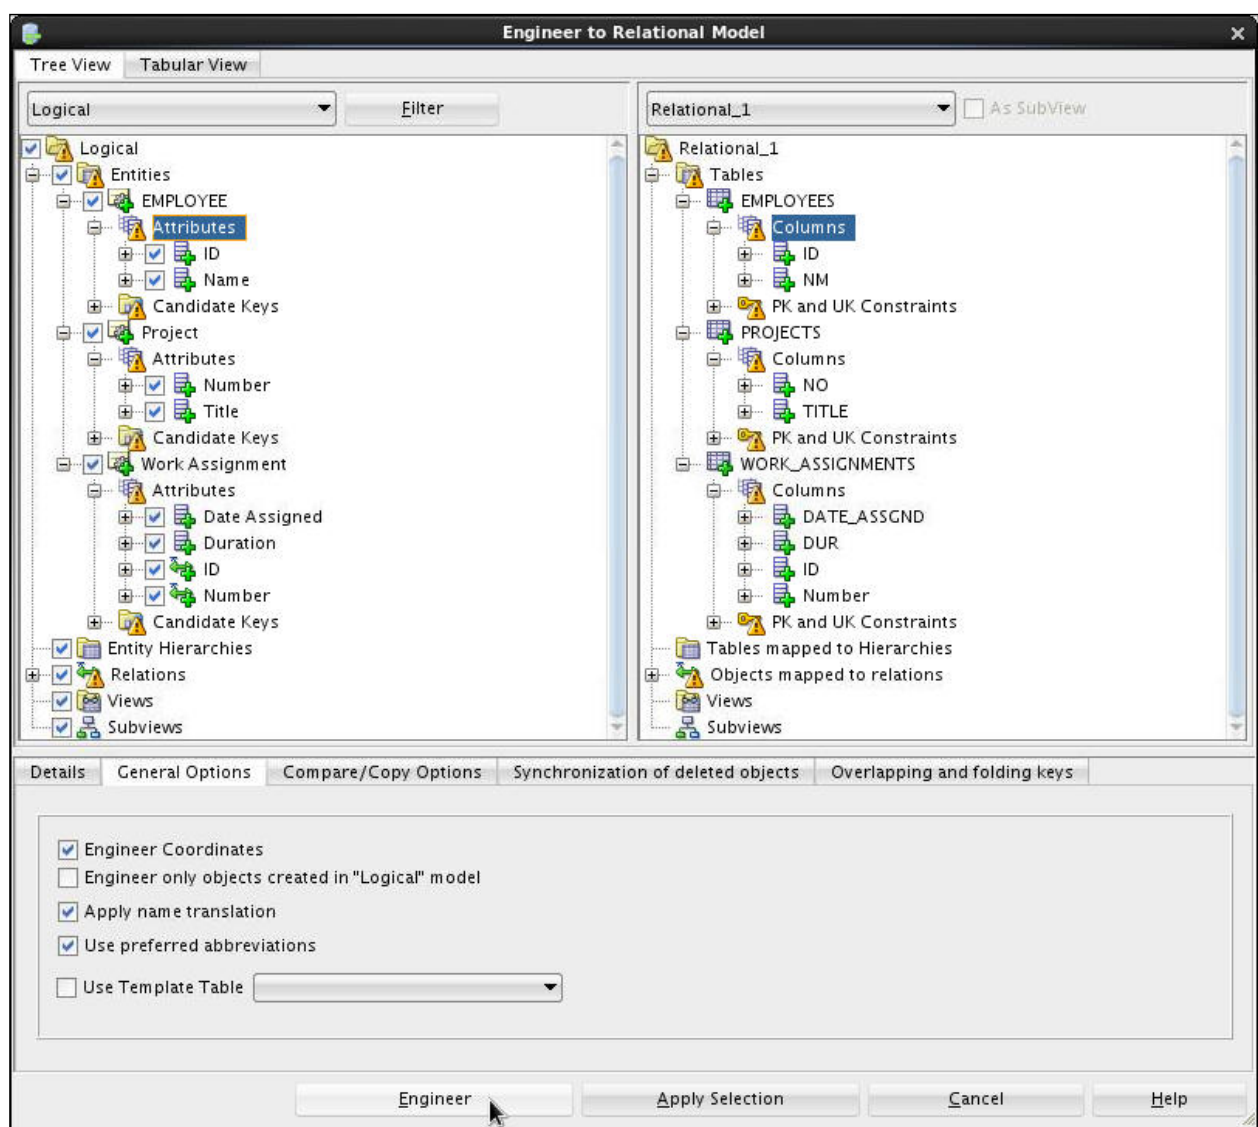 Engineer to Relational Model
Tree View Tabular View
Logical Filter
Logical
Entities
EMPLOYEE
Attributes
ID
Name
Candidate Keys
Project
Attributes
Number
Title
Candidate Keys
Work Assignment
Attributes
Date Assigned
Duration
ID
Number
Candidate Keys
Entity Hierarchies
Relations
Views
Subviews
Relational_1 As SubView
Relational_1
Tables
EMPLOYEES
Columns
ID
NM
PK and UK Constraints
PROJECTS
Columns
NO
TITLE
PK and UK Constraints
WORK_ASSIGNMENTS
Columns
DATE_ASSGND
DUR
ID
Number
PK and UK Constraints
Tables mapped to Hierarchies
Objects mapped to relations
Views
Subviews
Details General Options Compare/Copy Options Synchronization of deleted objects Overlapping and folding keys
Engineer Coordinates
Engineer only objects created in "Logical" model
Apply name translation
Use preferred abbreviations
Use Template Table
Engineer Apply Selection Cancel Help